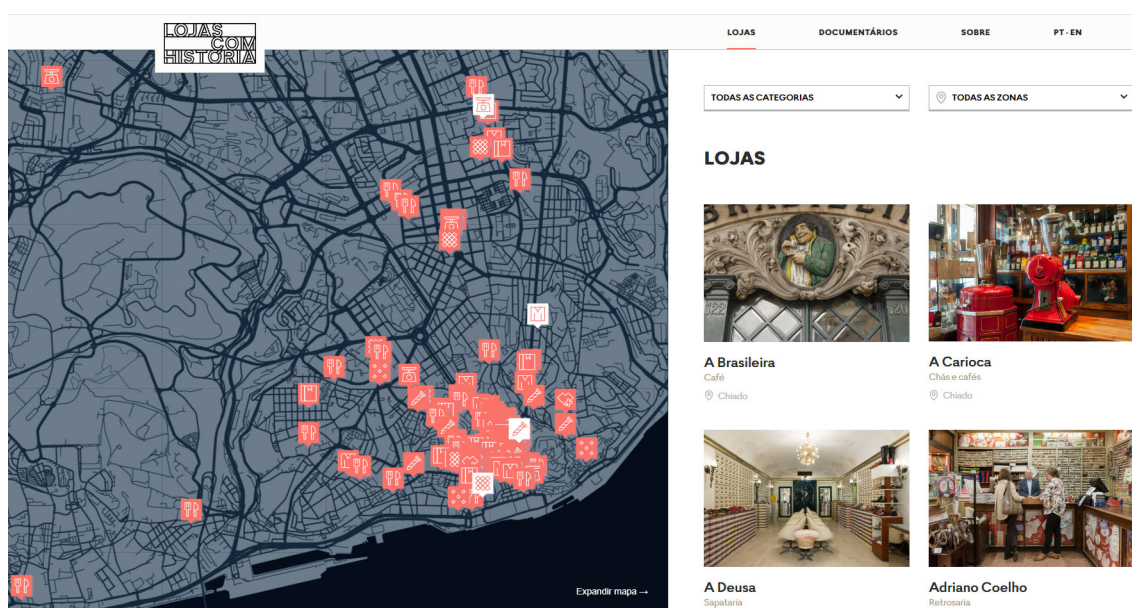 LOJAS
COM
HISTÓRIA
LOJAS DOCUMENTÁRIOS SOBRE PT - EN
TODAS AS CATEGORIAS TODAS AS ZONAS
LOJAS
A Brasileira
Café
Chiado
A Carioca
Chás e cafés
Chiado
A Deusa
Sapataria
Adriano Coelho
Retrosaria
Expandir mapa →